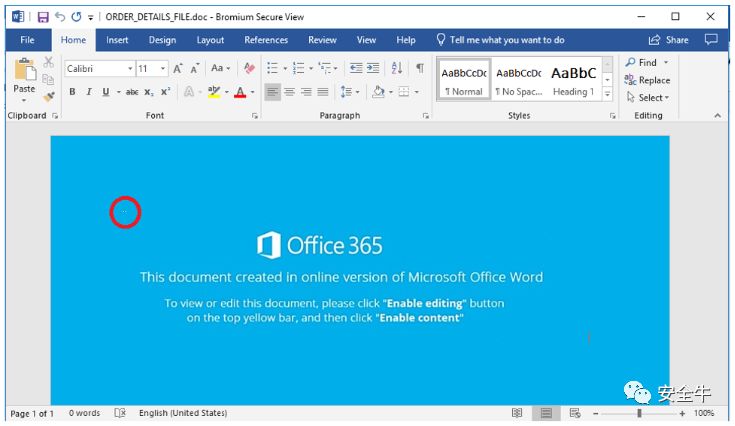 ORDER_DETAILS_FILE.doc - Bromium Secure View
File Home Insert Design Layout References Review View Help Tell me what you want to do Share
Paste
Calibri 11 Aa
B I U abc x₂ x² A ab A
AaBbCcDc AaBbCcDc AaBbC
¶ Normal ¶ No Spac... Heading 1
Find
Replace
Select
Clipboard Font Paragraph Styles Editing
Office 365
This document created in online version of Microsoft Office Word
To view or edit this document, please click "Enable editing" button
on the top yellow bar, and then click "Enable content"
安全牛
Page 1 of 1 0 words English (United States) 100%